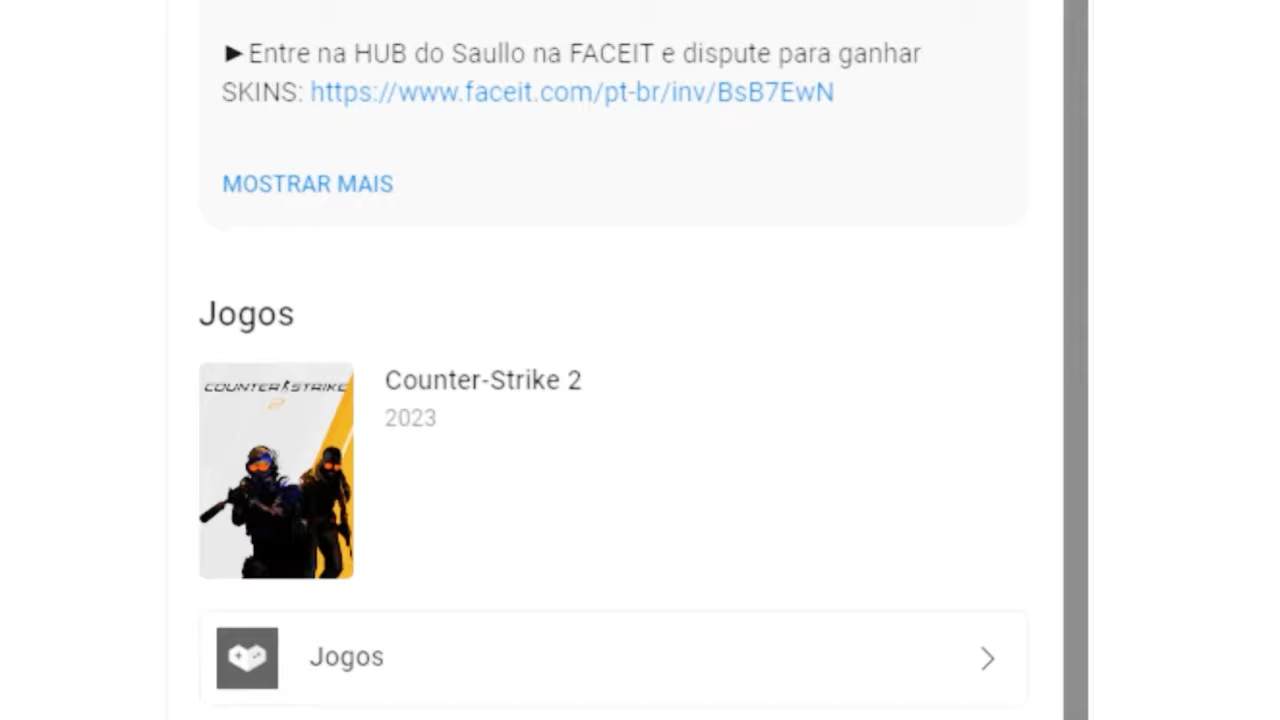 ►Entre na HUB do Saullo na FACEIT e dispute para ganhar
SKINS: https://www.faceit.com/pt-br/inv/BsB7EwN
MOSTRAR MAIS
Jogos
COUNTER STRIKE
2
Counter-Strike 2
2023
Jogos